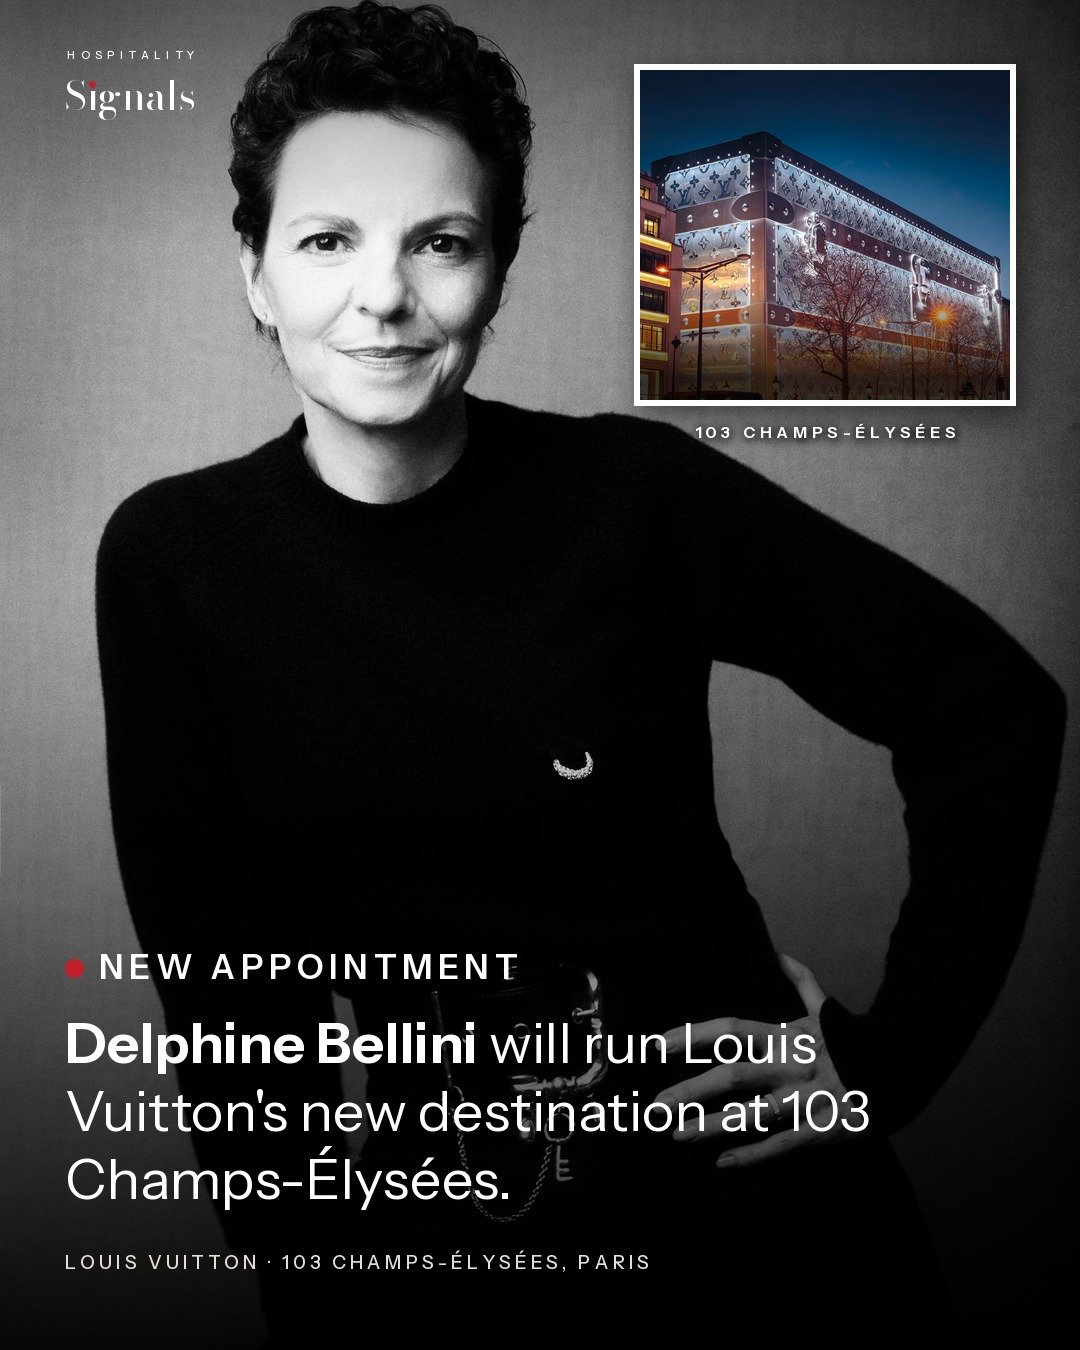 HOSPITALITY
Signals
103 CHAMPS-ÉLYSÉES
NEW APPOINTMENT
Delphine Bellini will run Louis
Vuitton's new destination at 103
Champs-Élysées.
LOUIS VUITTON · 103 CHAMPS-ÉLYSÉES, PARIS